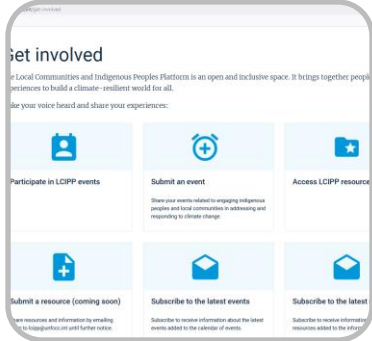 Get involved
Local Communities and Indigenous Peoples Platform is an open and inclusive space. It brings together
to build a climate-resilient world for all.
your voice heard and share your experiences:
Participate in LCIPP events
Submit an event
Share your events related to engaging indigenous
peoples and local communities in addressing and
responding to climate change.
Access LCIPP resource
Submit a resource (coming soon)
resources and information by emailing
to lcipp@unfccc.int until further notice.
Subscribe to the latest events
Subscribe to receive information about the latest
events added to the calendar of events.
Subscribe to the latest
Subscribe to receive information
resources added to the